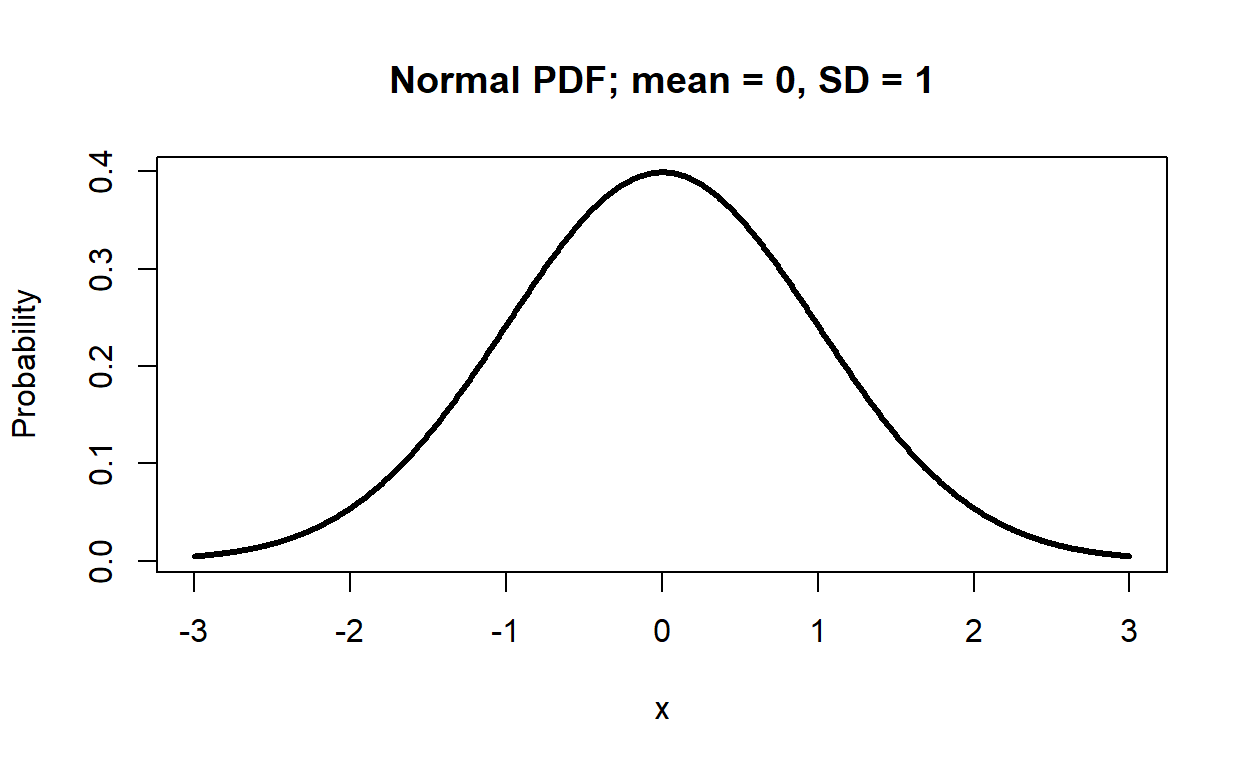 Normal PDF; mean = 0, SD = 1
Probability
0.4
0.3
0.2
0.1
0.0
-3 -2 -1 0 1 2 3
x